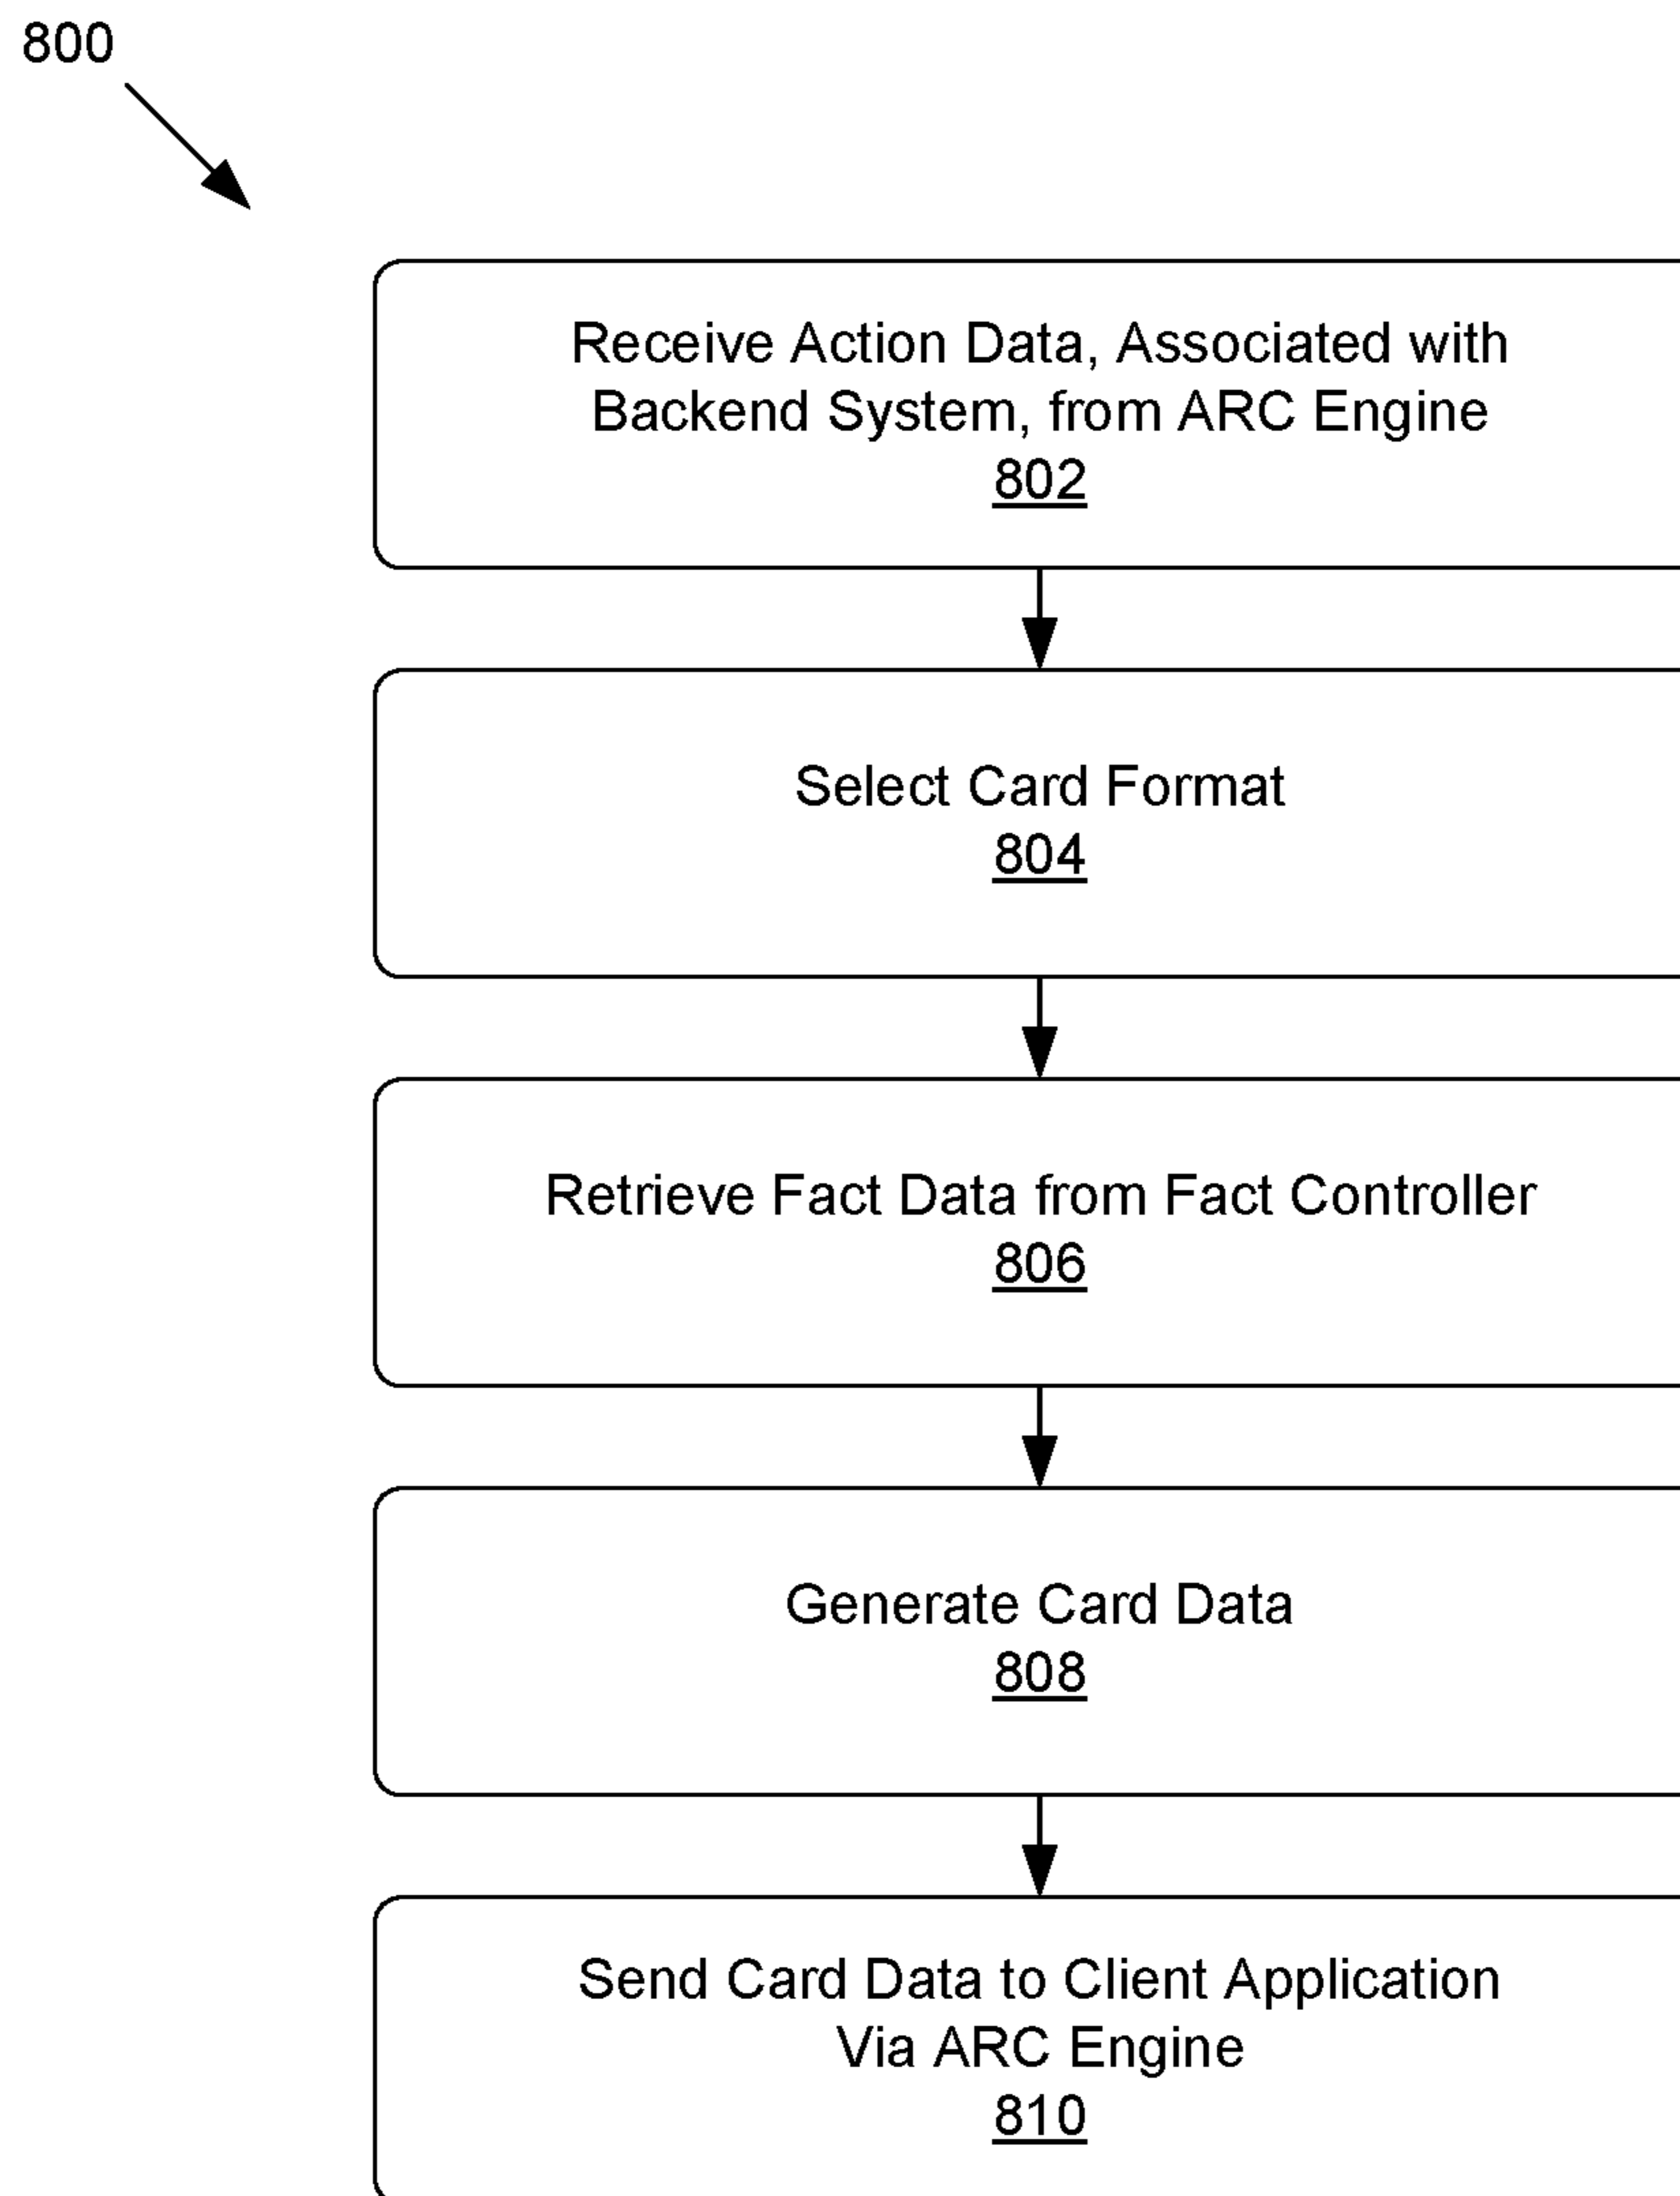 800
Receive Action Data, Associated with
Backend System, from ARC Engine
802
Select Card Format
804
Retrieve Fact Data from Fact Controller
806
Generate Card Data
808
Send Card Data to Client Application
Via ARC Engine
810